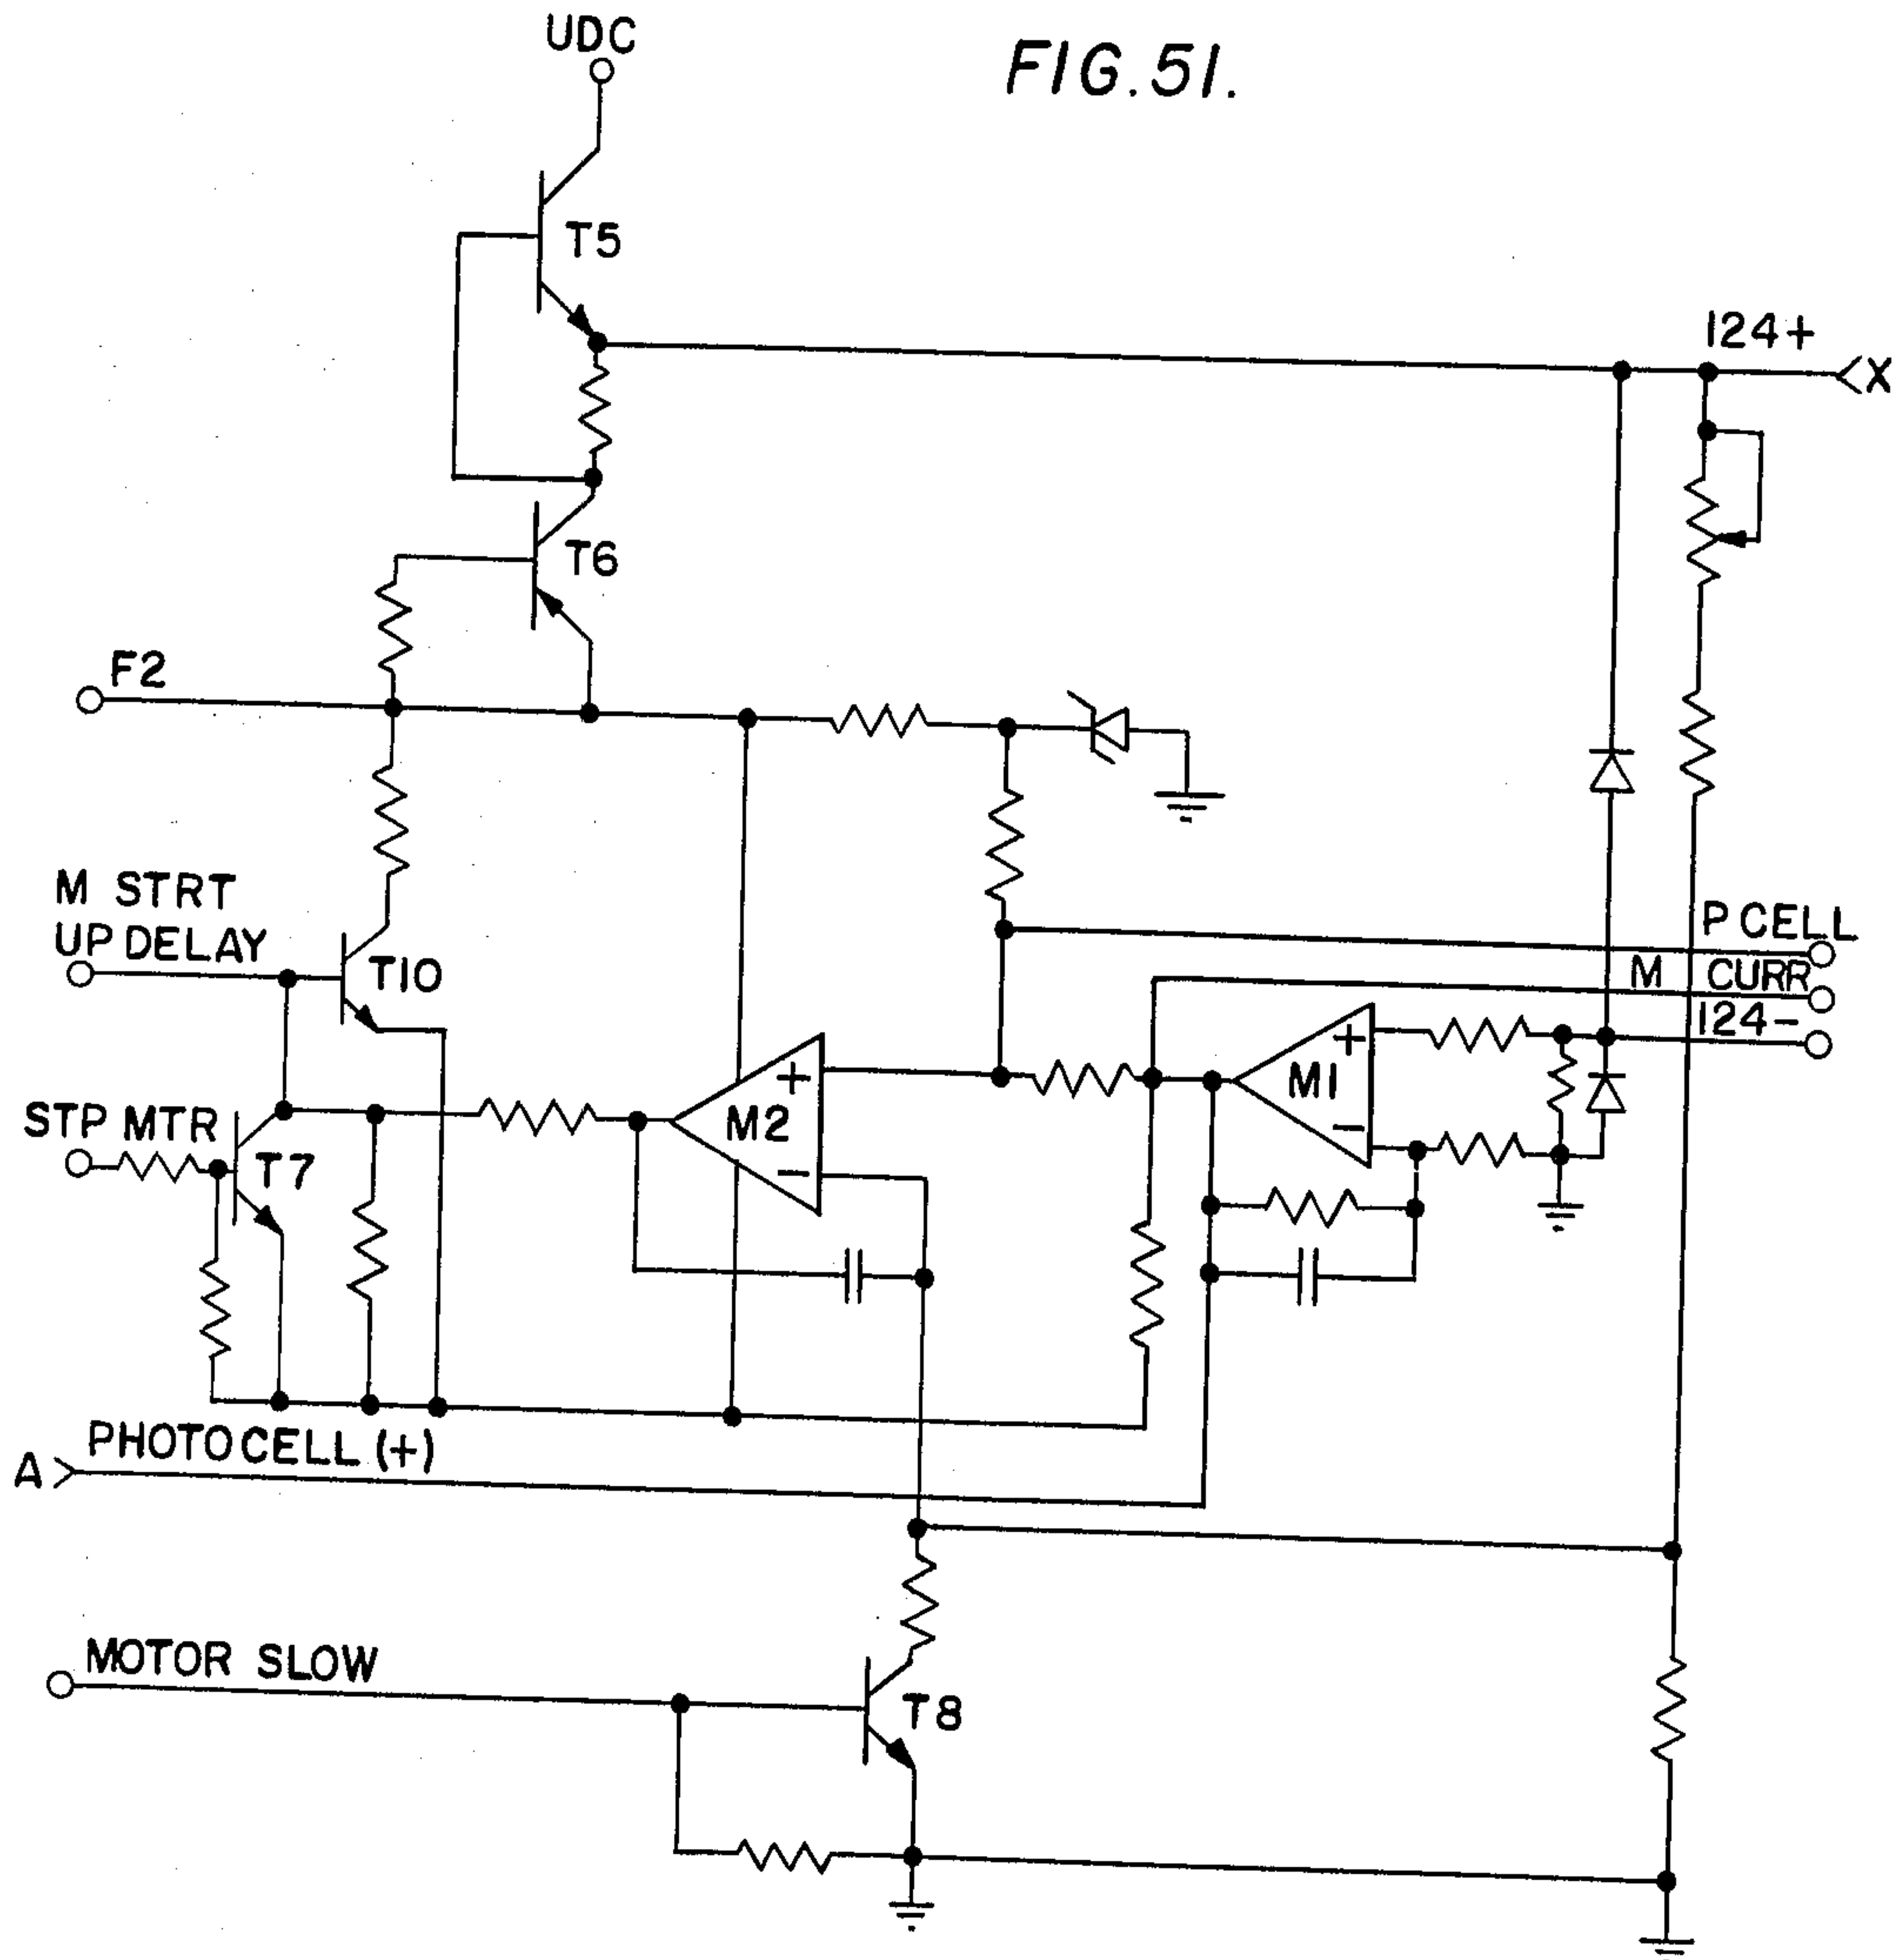 UDC
FIG. 51.
T5
124+
X
T6
F2
M STRT
UP DELAY
P CELL
T10
M CURR
124-
+
M1
-
+
M2
-
STP MTR
T7
PHOTOCELL (+)
A
MOTOR SLOW
T8